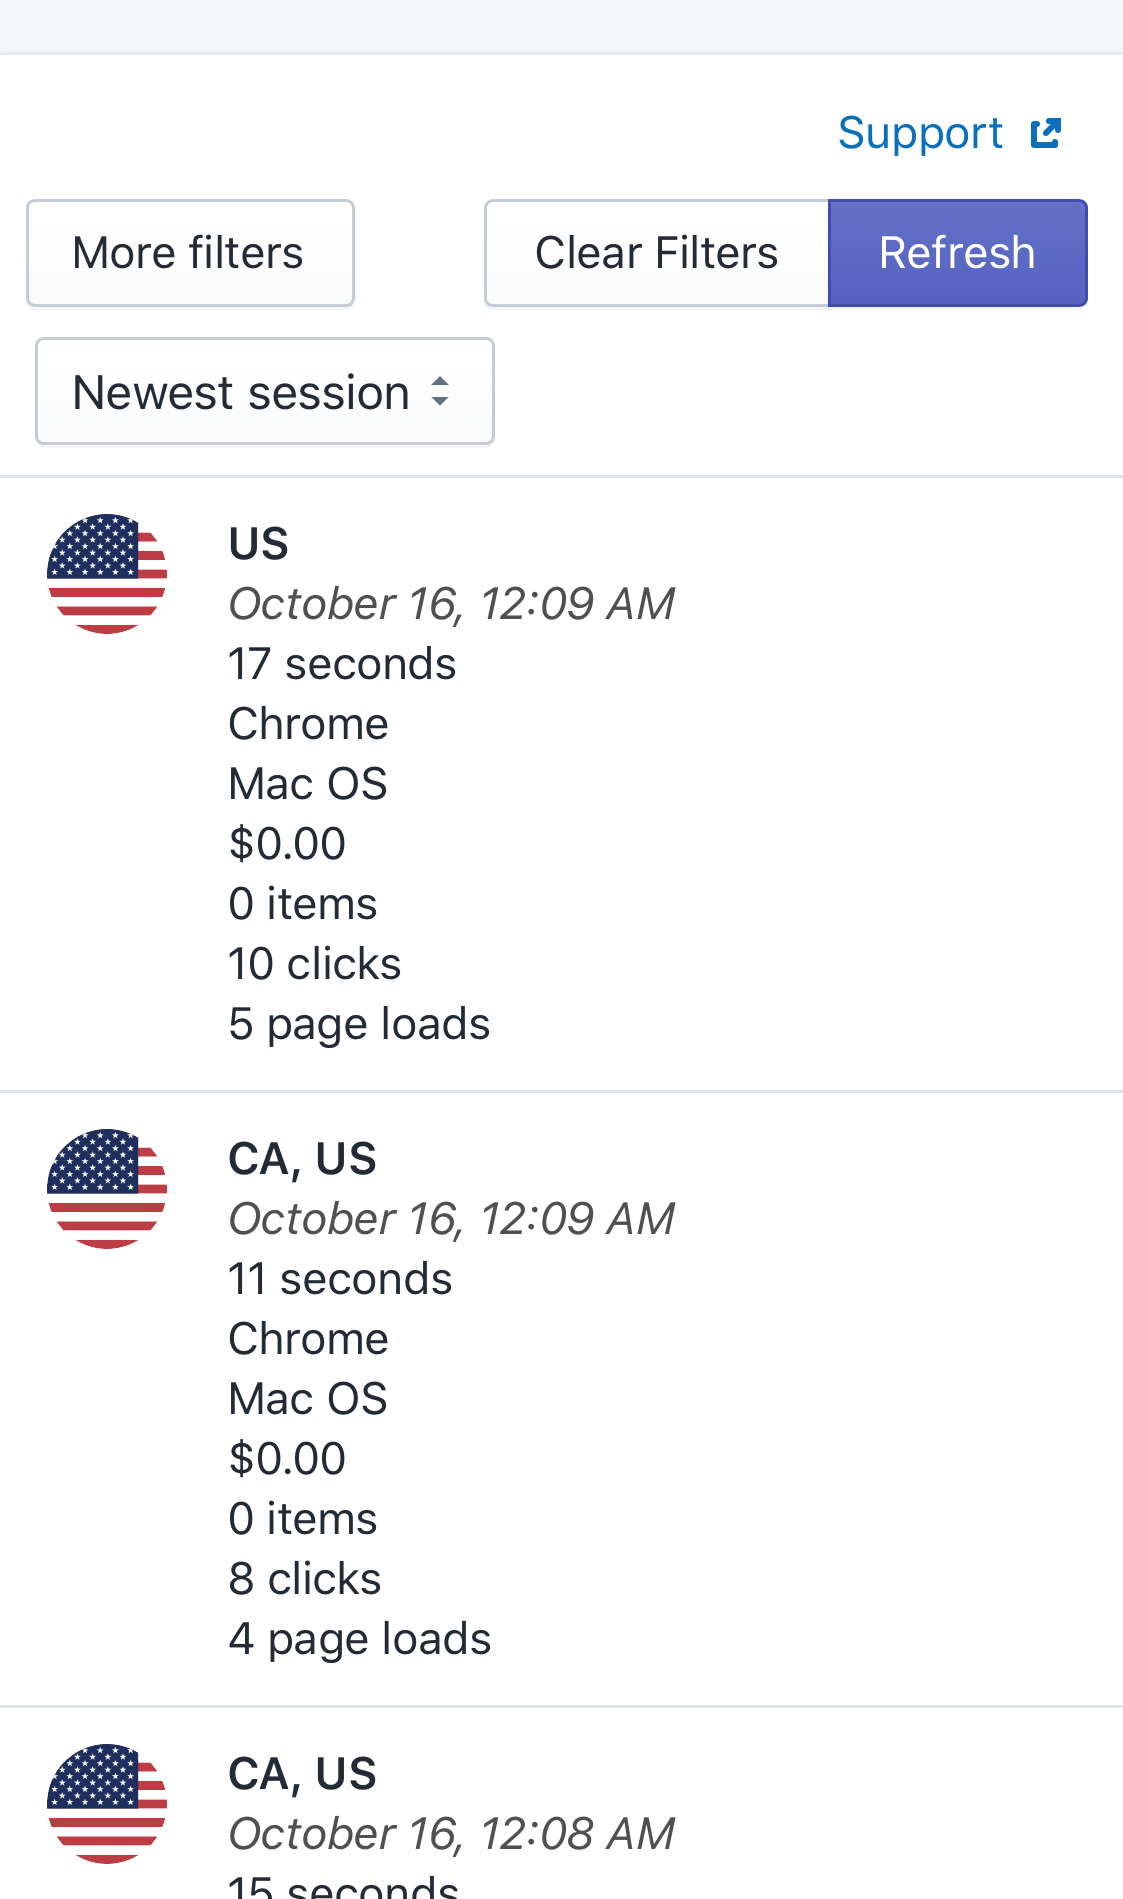 Support
More filters
Clear Filters
Refresh
Newest session
US
October 16, 12:09 AM
17 seconds
Chrome
Mac OS
$0.00
0 items
10 clicks
5 page loads
CA, US
October 16, 12:09 AM
11 seconds
Chrome
Mac OS
$0.00
0 items
8 clicks
4 page loads
CA, US
October 16, 12:08 AM
15 seconds